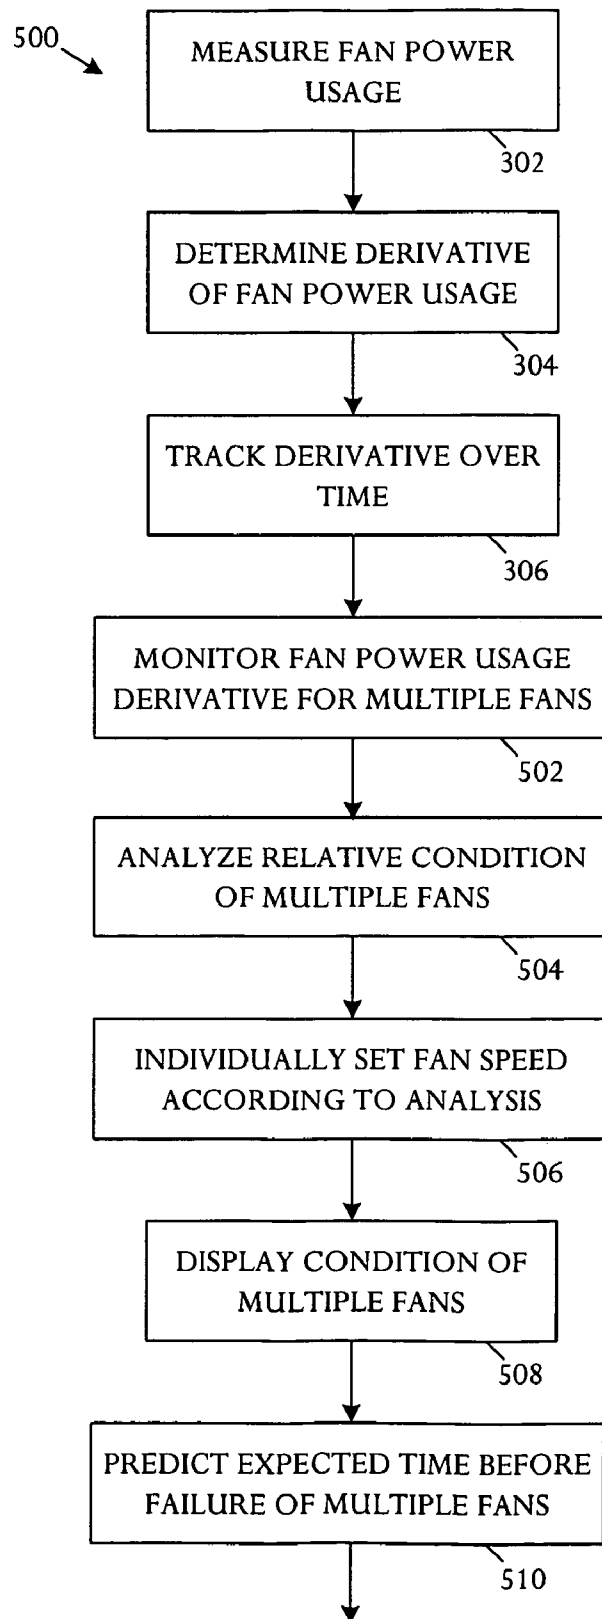 500
MEASURE FAN POWER
USAGE
302
DETERMINE DERIVATIVE
OF FAN POWER USAGE
304
TRACK DERIVATIVE OVER
TIME
306
MONITOR FAN POWER USAGE
DERIVATIVE FOR MULTIPLE FANS
502
ANALYZE RELATIVE CONDITION
OF MULTIPLE FANS
504
INDIVIDUALLY SET FAN SPEED
ACCORDING TO ANALYSIS
506
DISPLAY CONDITION OF
MULTIPLE FANS
508
PREDICT EXPECTED TIME BEFORE
FAILURE OF MULTIPLE FANS
510